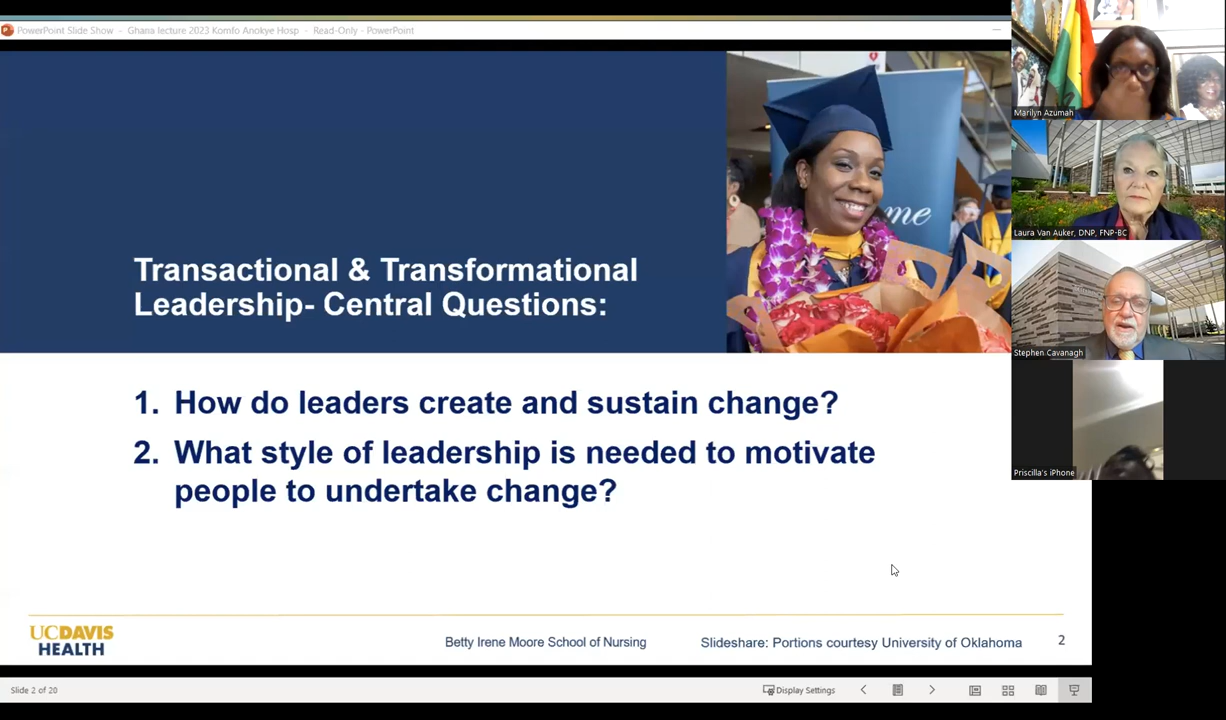 PowerPoint Slide Show - Ghana lecture 2023 Komfo Anokye Hosp - Read-Only - PowerPoint
Transactional & Transformational
Leadership- Central Questions:
me
1. How do leaders create and sustain change?
2. What style of leadership is needed to motivate
people to undertake change?
UCDAVIS
HEALTH
Betty Irene Moore School of Nursing
Slideshare: Portions courtesy University of Oklahoma
2
Slide 2 of 20
Display Settings
Marilyn Azumah
Laura Van Auker, DNP, FNP-BC
Stephen Cavanagh
Priscilla's iPhone